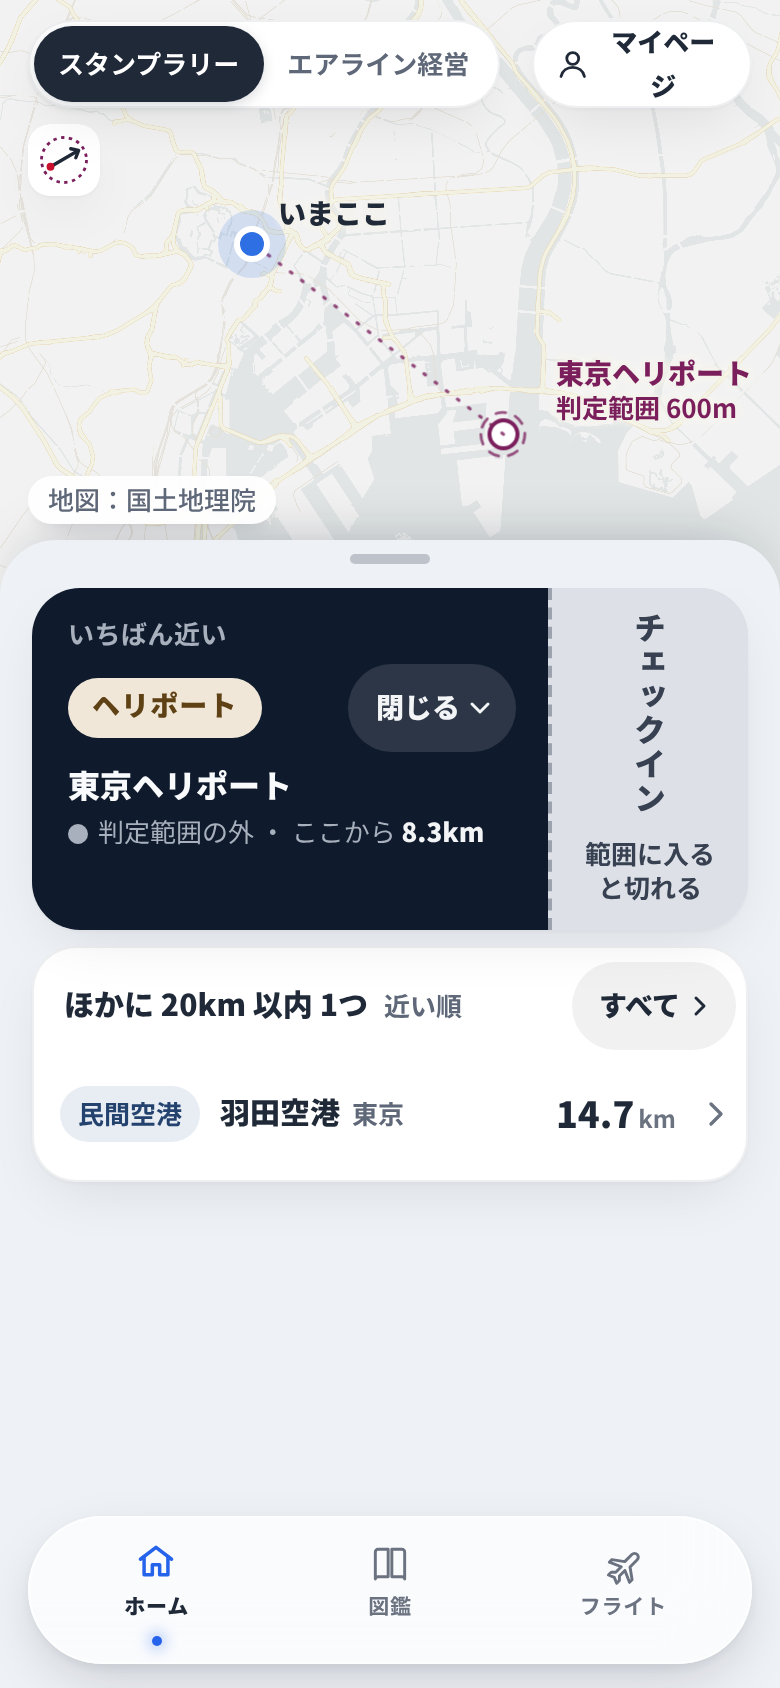 スタンプラリー
エアライン経営
マイペー
ジ
いまここ
東京ヘリポート
判定範囲 600m
地図：国土地理院
いちばん近い
ヘリポート
閉じる
東京ヘリポート
判定範囲の外 ・ ここから 8.3km
チェックイン
範囲に入る
と切れる
ほかに 20km 以内 1つ 近い順
すべて
民間空港 羽田空港 東京 14.7 km
ホーム
図鑑
フライト